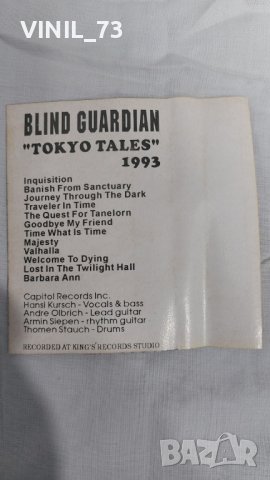 VINIL_73
BLIND GUARDIAN
"TOKYO TALES"
1993
Inquisition
Banish From Sanctuary
Journey Through The Dark
Traveler In Time
The Quest For Tanelorn
Goodbye My Friend
Time What Is Time
Majesty
Valhalla
Welcome To Dying
Lost In The Twilight Hall
Barbara Ann
Capitol Records Inc.
Hansi Kursch - Vocals & bass
Andre Olbrich - Lead guitar
Armin Siepen - rhythm guitar
Thomen Stauch - Drums
RECORDED AT KING'S RECORDS STUDIO
BAZAR